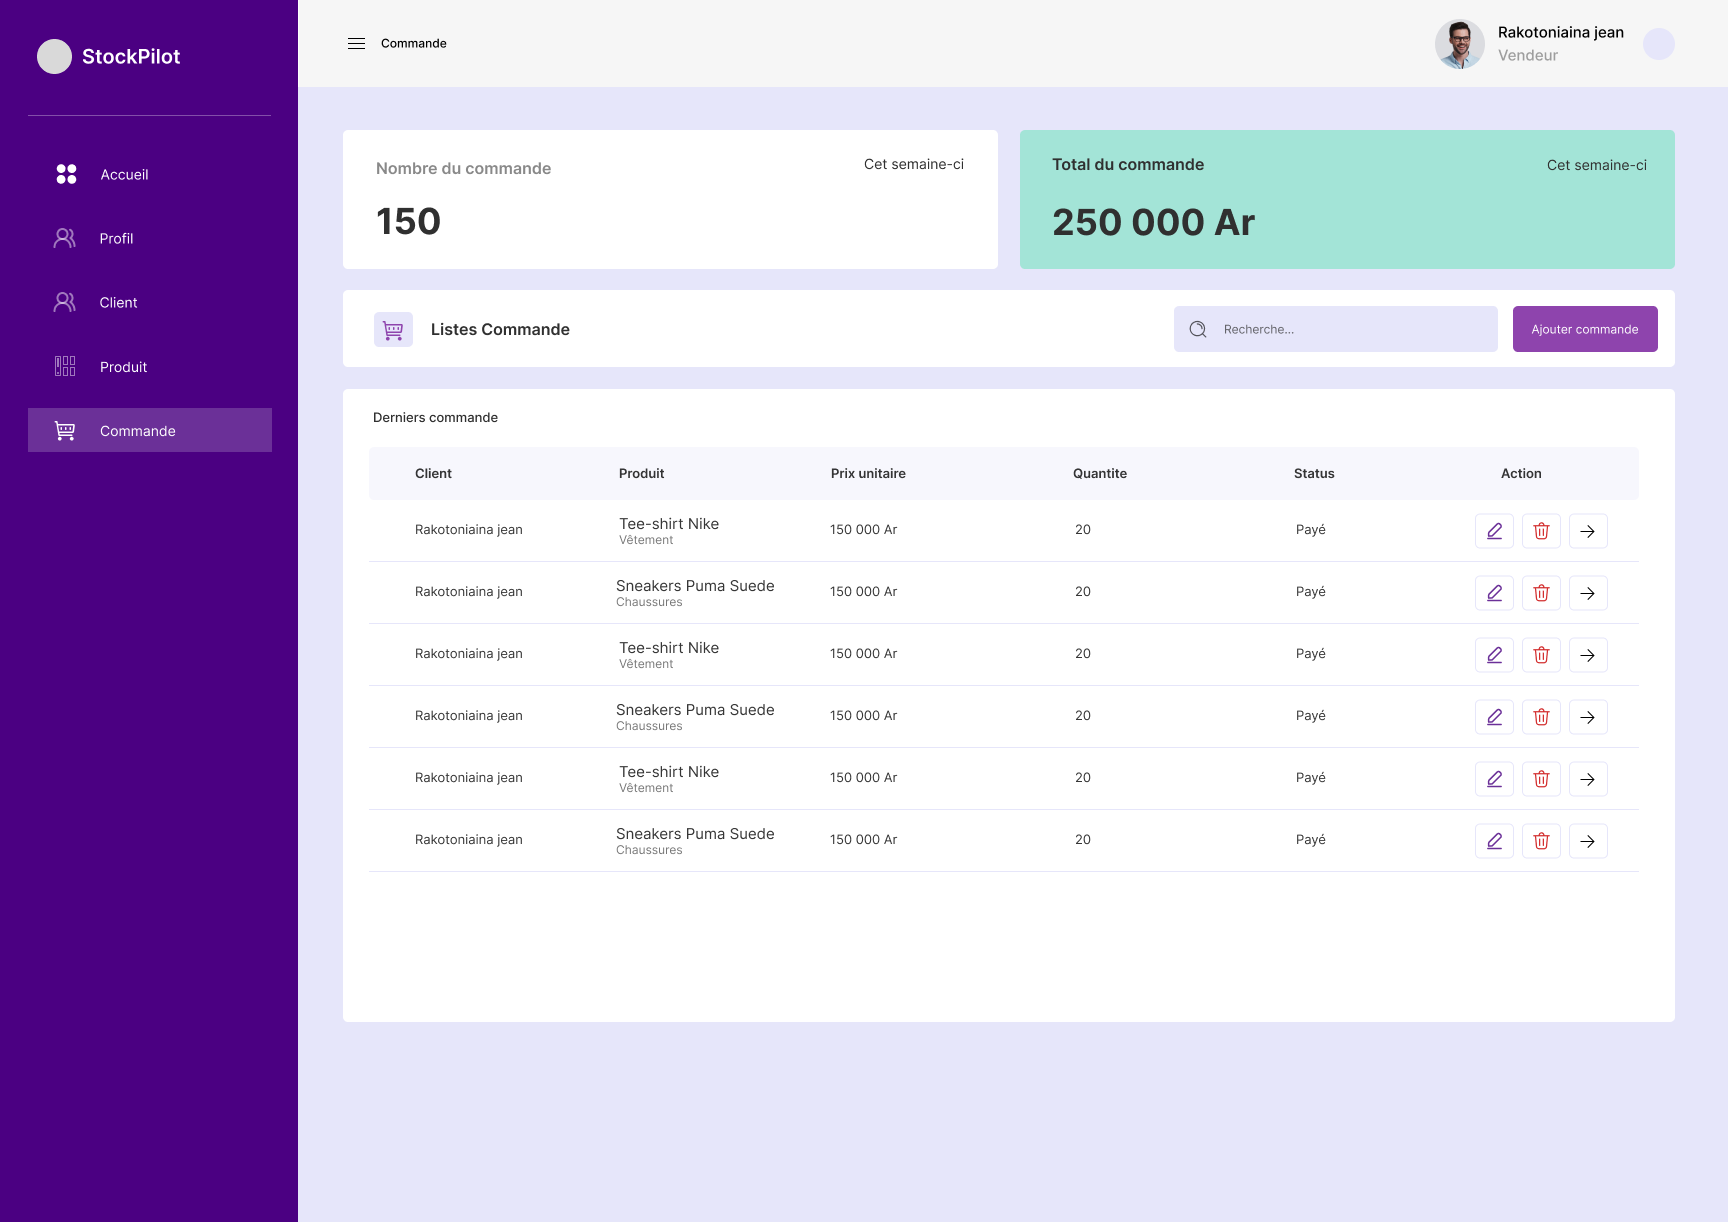 StockPilot
Accueil
Profil
Client
Produit
Commande
Commande
Rakotoniaina jean
Vendeur
Nombre du commande
Cet semaine-ci
150
Total du commande
Cet semaine-ci
250 000 Ar
Listes Commande
Recherche...
Ajouter commande
Derniers commande
Client Produit Prix unitaire Quantite Status Action
Rakotoniaina jean Tee-shirt Nike 150 000 Ar 20 Payé
Vêtement
Rakotoniaina jean Sneakers Puma Suede 150 000 Ar 20 Payé
Chaussures
Rakotoniaina jean Tee-shirt Nike 150 000 Ar 20 Payé
Vêtement
Rakotoniaina jean Sneakers Puma Suede 150 000 Ar 20 Payé
Chaussures
Rakotoniaina jean Tee-shirt Nike 150 000 Ar 20 Payé
Vêtement
Rakotoniaina jean Sneakers Puma Suede 150 000 Ar 20 Payé
Chaussures